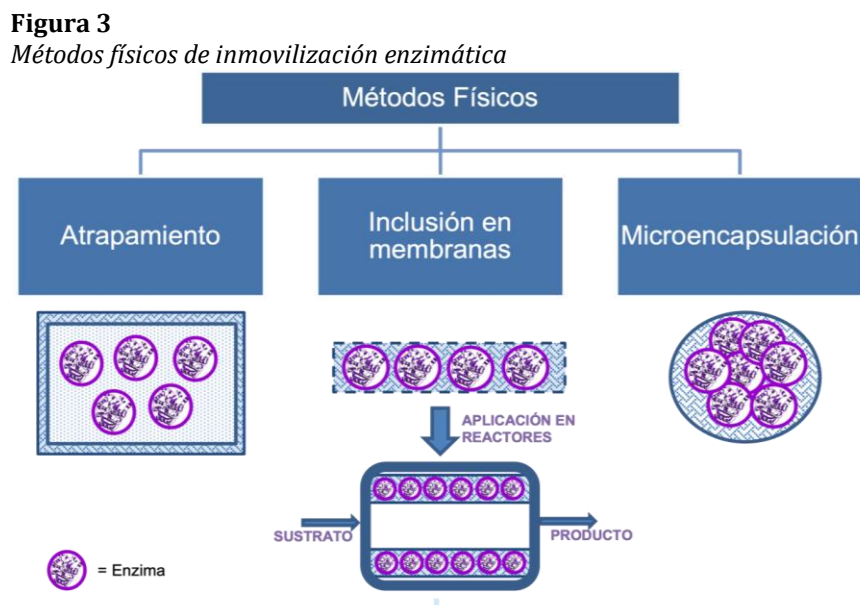 Figura 3
Métodos físicos de inmovilización enzimática
Métodos Físicos
Atrapamiento
Inclusión en
membranas
Microencapsulación
APLICACIÓN EN
REACTORES
SUSTRATO
PRODUCTO
= Enzima